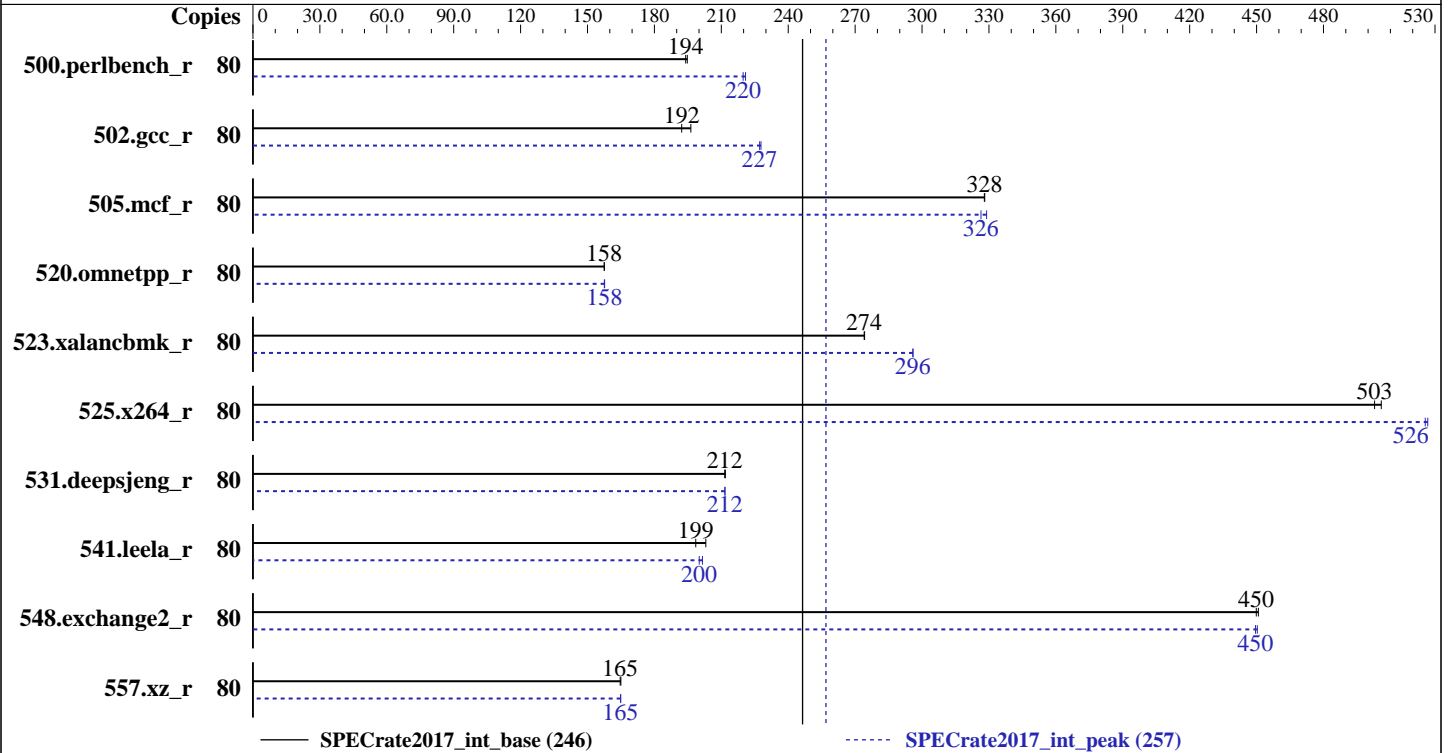 Copies 0 30.0 60.0 90.0 120 150 180 210 240 270 300 330 360 390 420 450 480 530
500.perlbench_r 80 194
220
502.gcc_r 80 192
227
505.mcf_r 80 328
326
520.omnetpp_r 80 158
158
523.xalancbmk_r 80 274
296
525.x264_r 80 503
526
531.deepsjeng_r 80 212
212
541.leela_r 80 199
200
548.exchange2_r 80 450
450
557.xz_r 80 165
165
SPECrate2017_int_base (246) SPECrate2017_int_peak (257)